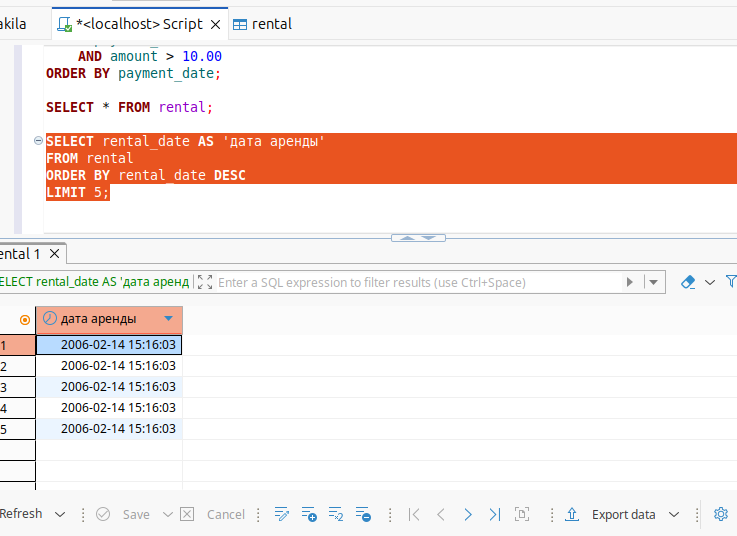 akila
*<localhost> Script
rental
AND amount > 10.00
ORDER BY payment_date;
SELECT * FROM rental;
SELECT rental_date AS 'дата аренды'
FROM rental
ORDER BY rental_date DESC
LIMIT 5;
ental 1
ELECT rental_date AS 'дата аренд
Enter a SQL expression to filter results (use Ctrl+Space)
дата аренды
1 2006-02-14 15:16:03
2 2006-02-14 15:16:03
3 2006-02-14 15:16:03
4 2006-02-14 15:16:03
5 2006-02-14 15:16:03
Refresh Save Cancel Export data